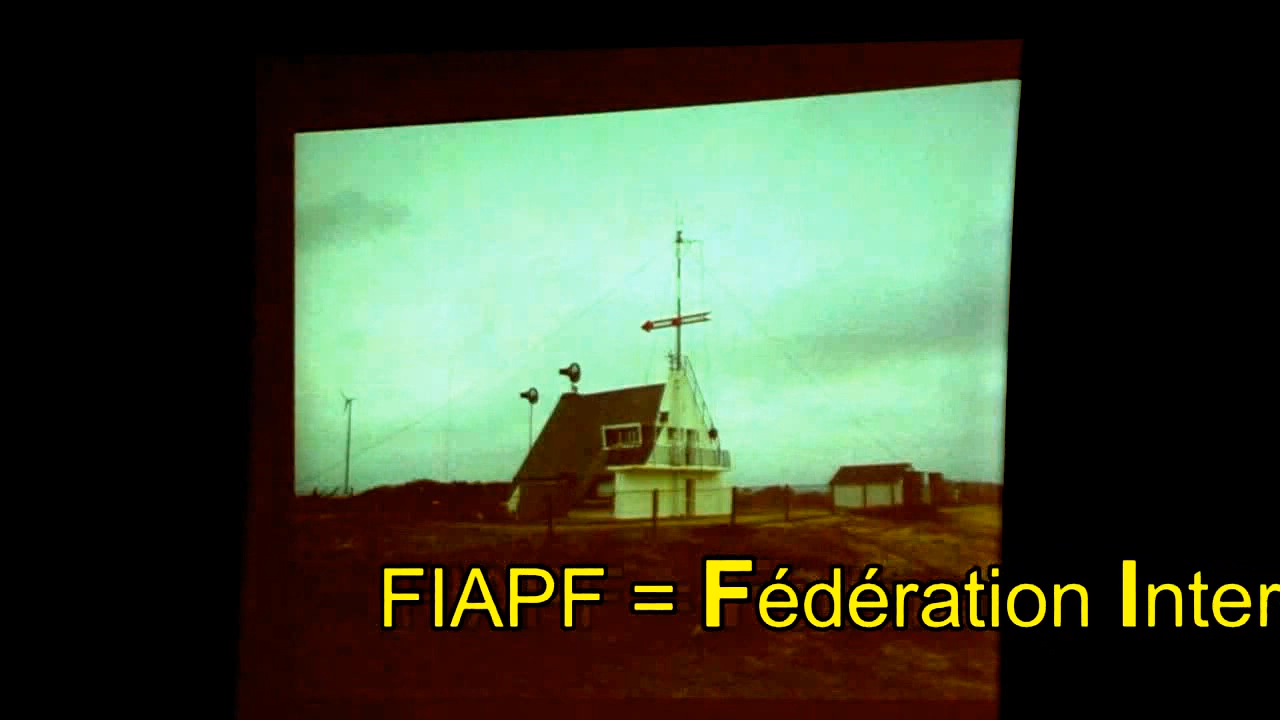 FIAPF = Fédération Inter